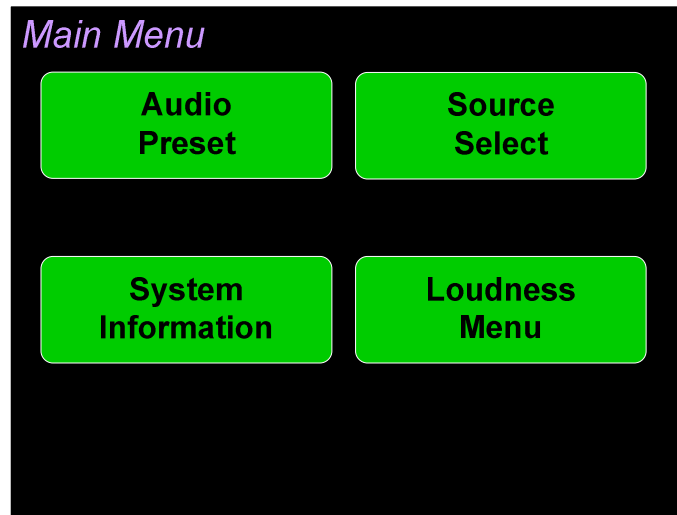 Main Menu
Audio
Preset
Source
Select
System
Information
Loudness
Menu